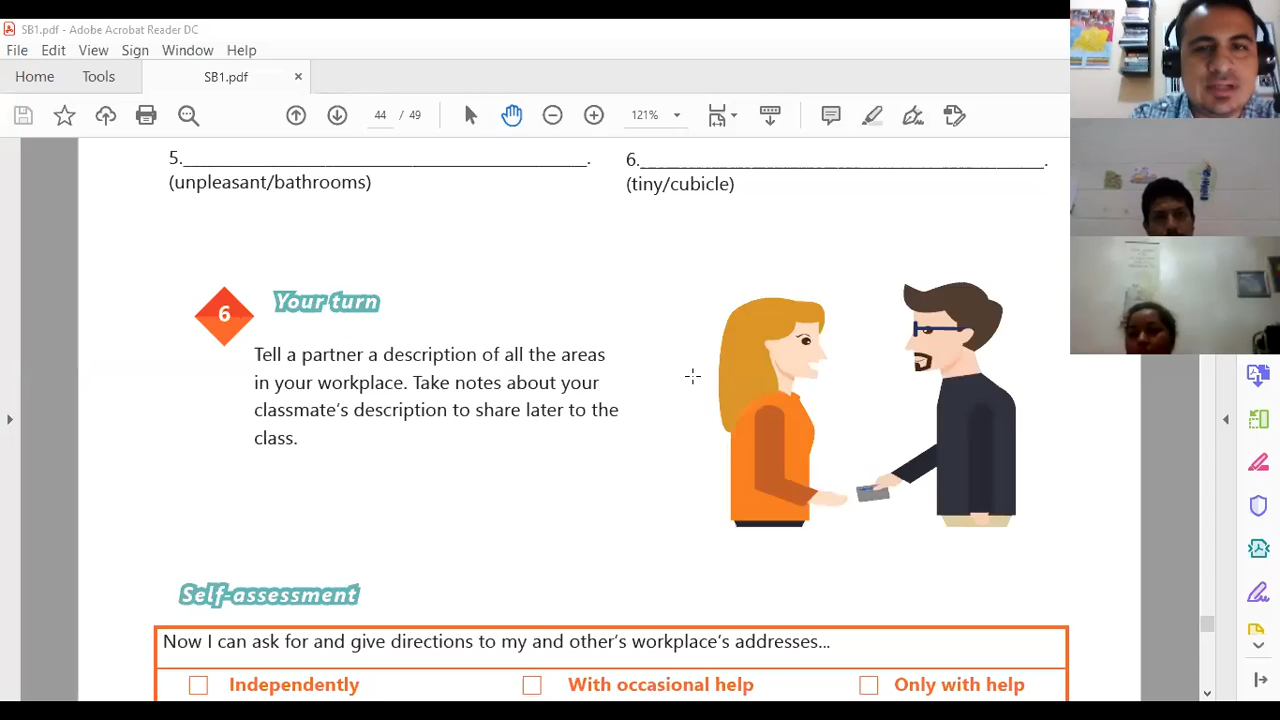 SB1.pdf - Adobe Acrobat Reader DC
File Edit View Sign Window Help
Home Tools SB1.pdf ×
44 / 49 121%
5.
6.
(unpleasant/bathrooms)
(tiny/cubicle)
6 Your turn
Tell a partner a description of all the areas
in your workplace. Take notes about your
classmate's description to share later to the
class.
Self-assessment
Now I can ask for and give directions to my and other's workplace's addresses...
Independently With occasional help Only with help